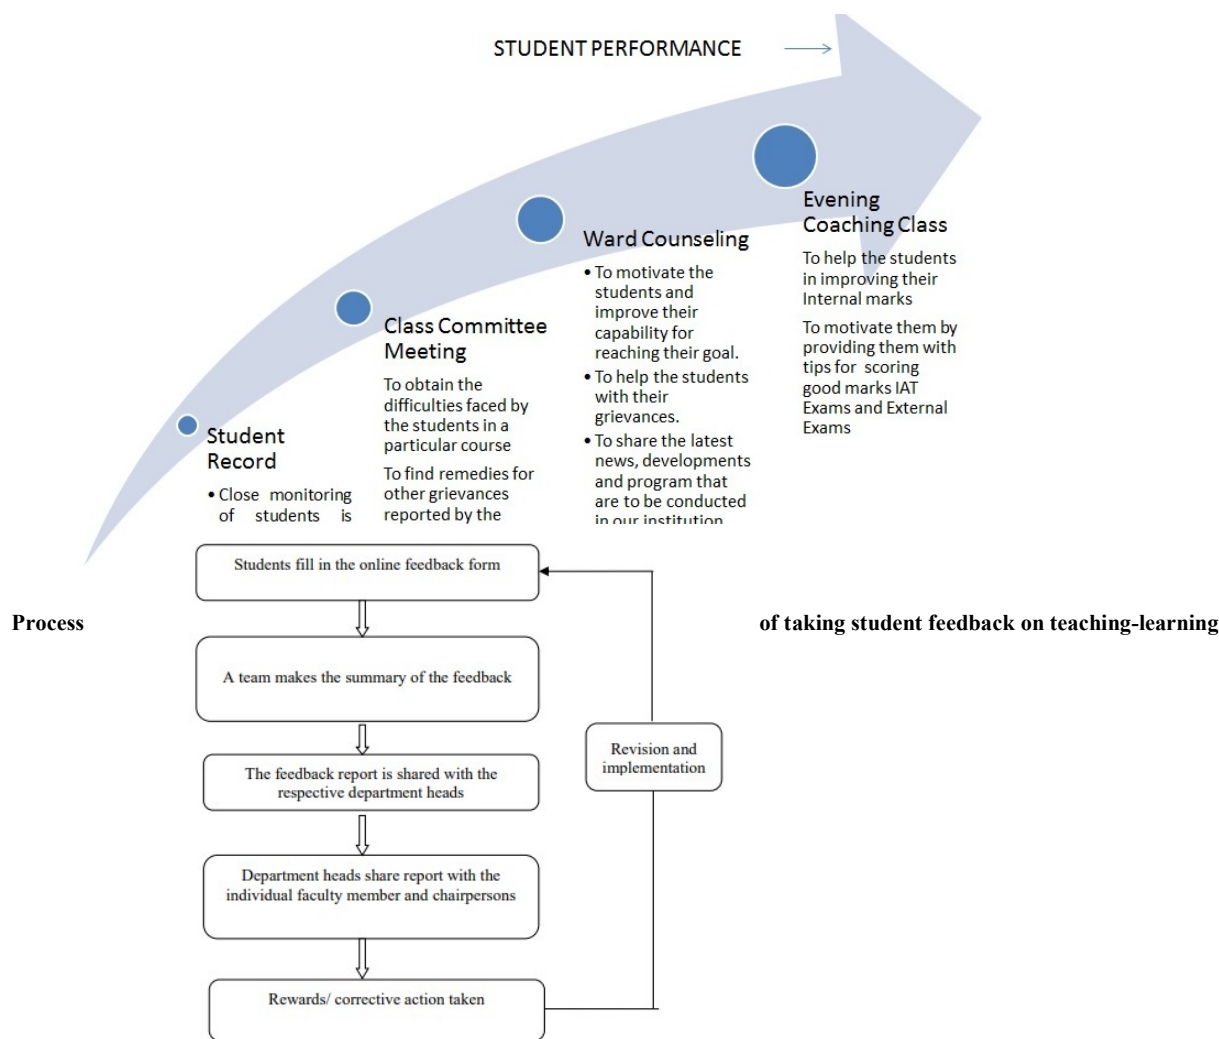 STUDENT PERFORMANCE
Student
Record
• Close monitoring
of students is
Class Committee
Meeting
To obtain the
difficulties faced by
the students in a
particular course
To find remedies for
other grievances
reported by the
Ward Counseling
• To motivate the
students and
improve their
capability for
reaching their goal.
• To help the students
with their
grievances.
• To share the latest
news, developments
and program that
are to be conducted
in our institution
Evening
Coaching Class
To help the students
in improving their
Internal marks
To motivate them by
providing them with
tips for scoring
good marks IAT
Exams and External
Exams
Process of taking student feedback on teaching-learning
Students fill in the online feedback form
A team makes the summary of the feedback
The feedback report is shared with the
respective department heads
Department heads share report with the
individual faculty member and chairpersons
Rewards/ corrective action taken
Revision and
implementation